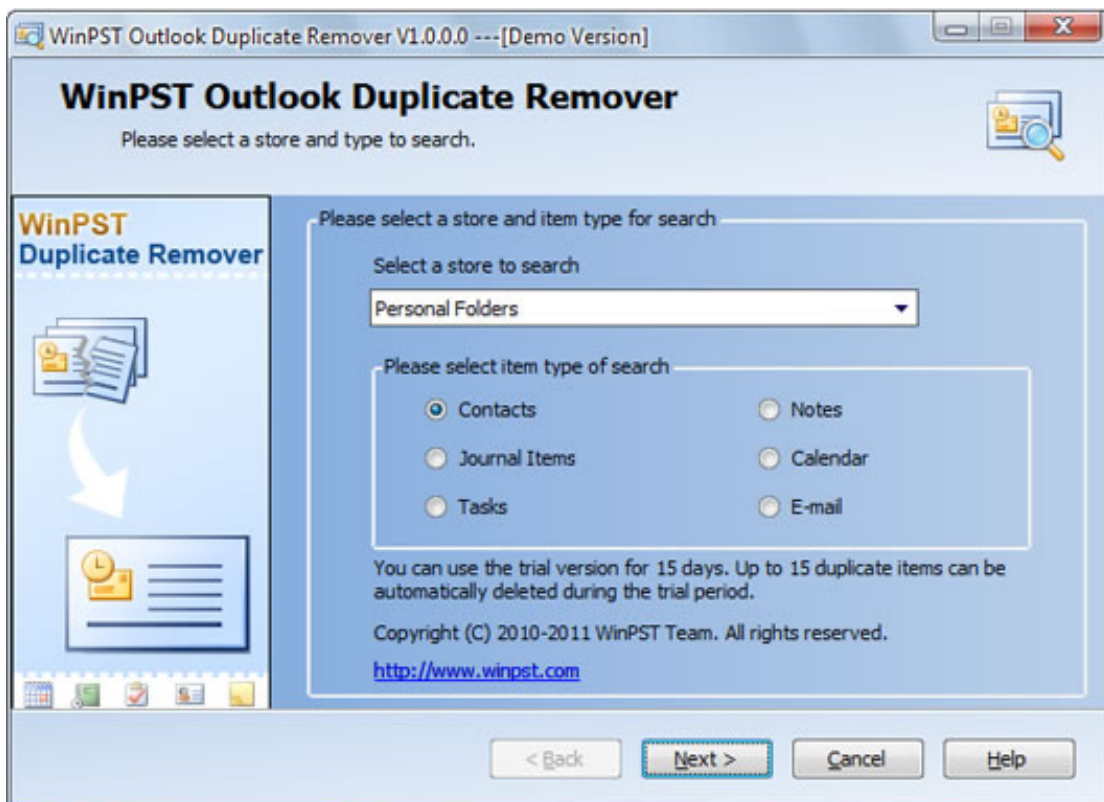 WinPST Outlook Duplicate Remover V1.0.0.0 ---[Demo Version]
WinPST Outlook Duplicate Remover
Please select a store and type to search.
WinPST
Duplicate Remover
Please select a store and item type for search
Select a store to search
Personal Folders
Please select item type of search
Contacts
Notes
Journal Items
Calendar
Tasks
E-mail
You can use the trial version for 15 days. Up to 15 duplicate items can be
automatically deleted during the trial period.
Copyright (C) 2010-2011 WinPST Team. All rights reserved.
http://www.winpst.com
< Back
Next >
Cancel
Help